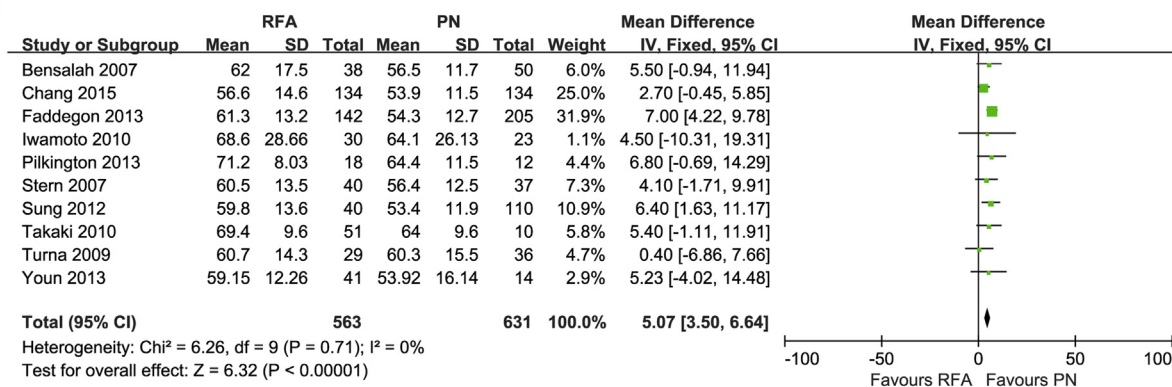 RFA PN Mean Difference Mean Difference
Study or Subgroup Mean SD Total Mean SD Total Weight IV, Fixed, 95% CI IV, Fixed, 95% CI
Bensalah 2007 62 17.5 38 56.5 11.7 50 6.0% 5.50 [-0.94, 11.94]
Chang 2015 56.6 14.6 134 53.9 11.5 134 25.0% 2.70 [-0.45, 5.85]
Faddegon 2013 61.3 13.2 142 54.3 12.7 205 31.9% 7.00 [4.22, 9.78]
Iwamoto 2010 68.6 28.66 30 64.1 26.13 23 1.1% 4.50 [-10.31, 19.31]
Pilkington 2013 71.2 8.03 18 64.4 11.5 12 4.4% 6.80 [-0.69, 14.29]
Stern 2007 60.5 13.5 40 56.4 12.5 37 7.3% 4.10 [-1.71, 9.91]
Sung 2012 59.8 13.6 40 53.4 11.9 110 10.9% 6.40 [1.63, 11.17]
Takaki 2010 69.4 9.6 51 64 9.6 10 5.8% 5.40 [-1.11, 11.91]
Turna 2009 60.7 14.3 29 60.3 15.5 36 4.7% 0.40 [-6.86, 7.66]
Youn 2013 59.15 12.26 41 53.92 16.14 14 2.9% 5.23 [-4.02, 14.48]
Total (95% CI) 563 631 100.0% 5.07 [3.50, 6.64]
Heterogeneity: Chi² = 6.26, df = 9 (P = 0.71); I² = 0%
Test for overall effect: Z = 6.32 (P < 0.00001)
-100 -50 0 50 100
Favours RFA Favours PN